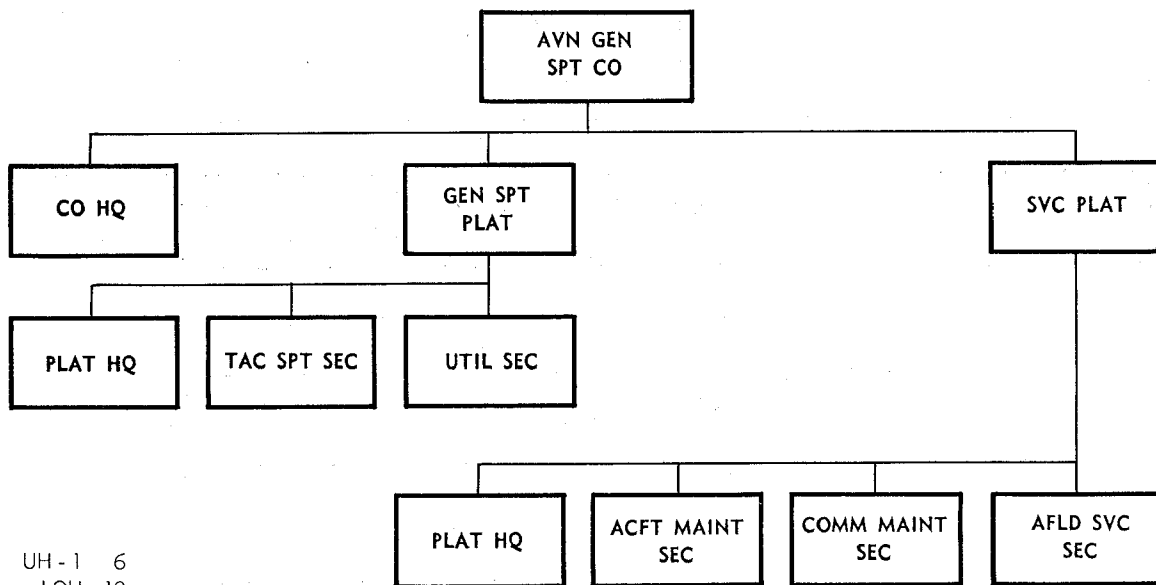 AVN GEN
SPT CO
CO HQ
GEN SPT
PLAT
SVC PLAT
PLAT HQ
TAC SPT SEC
UTIL SEC
PLAT HQ
ACFT MAINT
SEC
COMM MAINT
SEC
AFLD SVC
SEC
UH-1 6